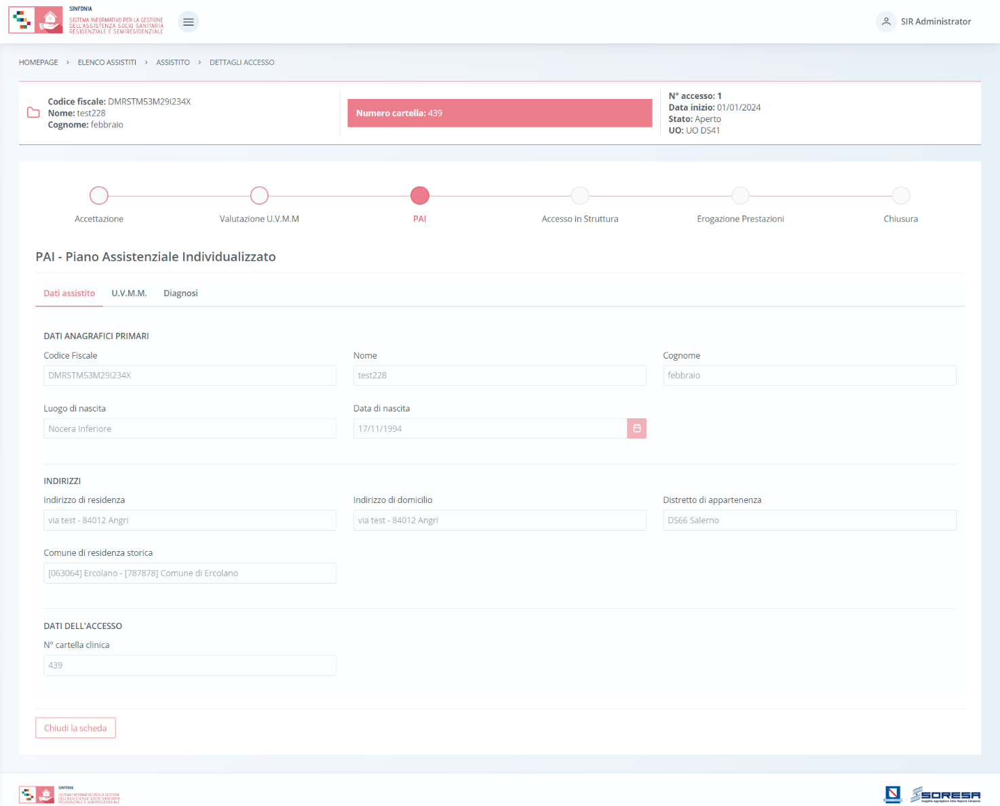 SINFONIA
SISTEMA INFORMATIVO PER LA GESTIONE
DELL'ASSISTENZA SOCIO SANITARIA
RESIDENZIALE E SEMIRESIDENZIALE
SIR Administrator
HOMEPAGE > ELENCO ASSISTITI > ASSISTITO > DETTAGLI ACCESSO
Codice fiscale: DMRSTM53M29I234X
Nome: test228
Cognome: febbraio
Numero cartella: 439
N° accesso: 1
Data inizio: 01/01/2024
Stato: Aperto
UO: UO DS41
Accettazione
Valutazione U.V.M.M
PAI
Accesso in Struttura
Erogazione Prestazioni
Chiusura
PAI - Piano Assistenziale Individualizzato
Dati assistito
U.V.M.M.
Diagnosi
DATI ANAGRAFICI PRIMARI
Codice Fiscale
Nome
Cognome
DMRSTM53M29I234X
test228
febbraio
Luogo di nascita
Data di nascita
Nocera Inferiore
17/11/1994
INDIRIZZI
Indirizzo di residenza
Indirizzo di domicilio
Distretto di appartenenza
via test - 84012 Angri
via test - 84012 Angri
DS66 Salerno
Comune di residenza storica
[063064] Ercolano - [787878] Comune di Ercolano
DATI DELL'ACCESSO
N° cartella clinica
439
Chiudi la scheda
SINFONIA
SISTEMA INFORMATIVO PER LA GESTIONE
DELL'ASSISTENZA SOCIO SANITARIA
RESIDENZIALE E SEMIRESIDENZIALE
SORESA
Soggetto aggregatore della Regione Campania